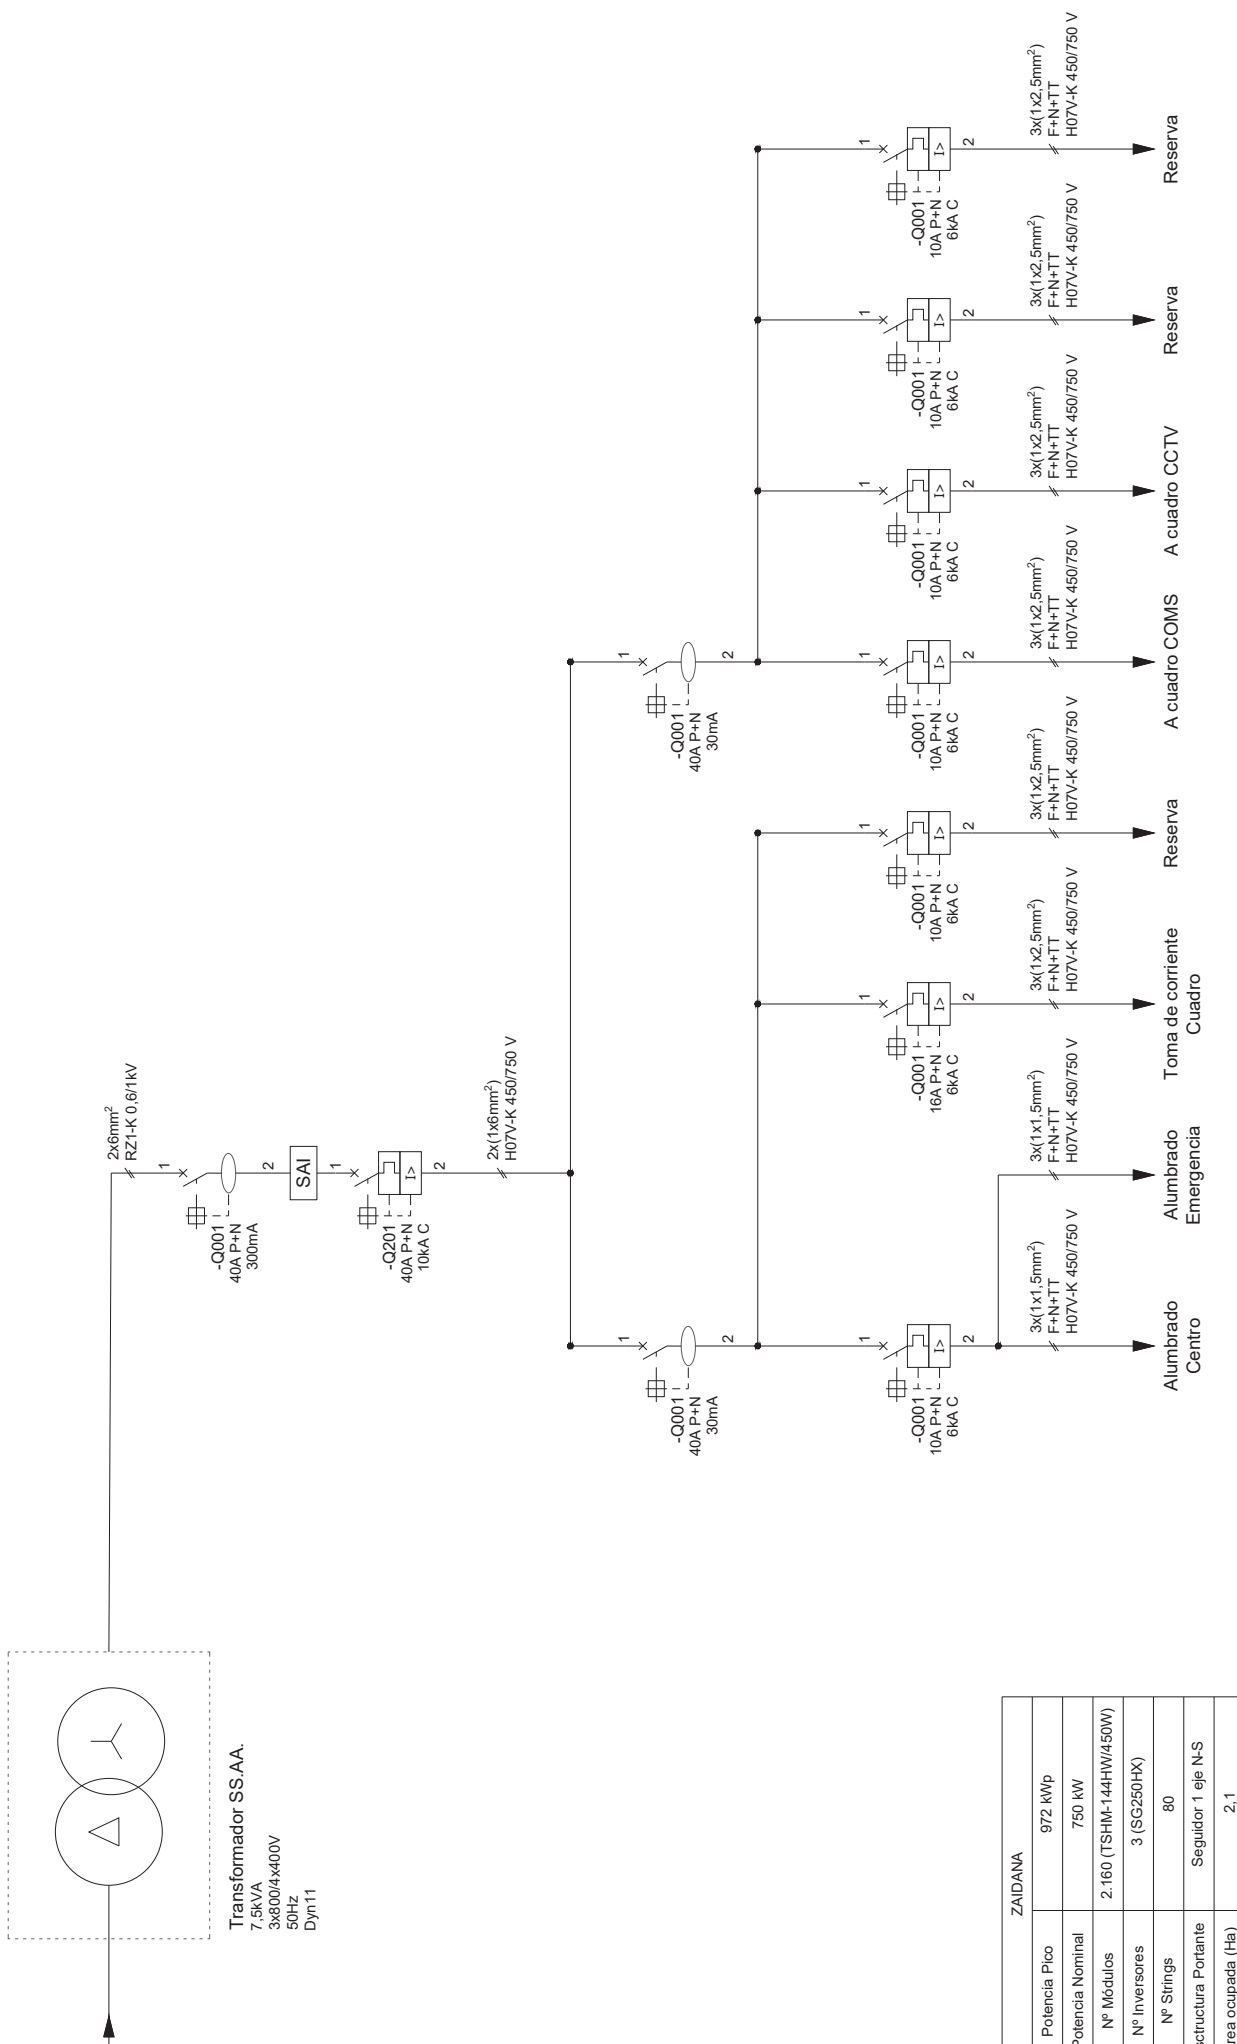 Transformador SS.AA.
7,5kVA
3x800/4x400V
50Hz
Dyn11
2x6mm²
RZ1-K 0,6/1kV
1
-Q001
40A P+N
300mA
2
SAI
1
-Q201
40A P+N
10kA C
2
2x(1x6mm²)
H07V-K 450/750 V
1
-Q001
40A P+N
30mA
2
1
-Q001
40A P+N
30mA
2
1
-Q001
10A P+N
6kA C
2
3x(1x1,5mm²)
F+N+TT
H07V-K 450/750 V
Alumbrado
Centro
3x(1x1,5mm²)
F+N+TT
H07V-K 450/750 V
Alumbrado
Emergencia
1
-Q001
16A P+N
6kA C
2
3x(1x2,5mm²)
F+N+TT
H07V-K 450/750 V
Toma de corriente
Cuadro
1
-Q001
10A P+N
6kA C
2
3x(1x2,5mm²)
F+N+TT
H07V-K 450/750 V
Reserva
1
-Q001
10A P+N
6kA C
2
3x(1x2,5mm²)
F+N+TT
H07V-K 450/750 V
A cuadro COMS
1
-Q001
10A P+N
6kA C
2
3x(1x2,5mm²)
F+N+TT
H07V-K 450/750 V
A cuadro CCTV
1
-Q001
10A P+N
6kA C
2
3x(1x2,5mm²)
F+N+TT
H07V-K 450/750 V
Reserva
1
-Q001
10A P+N
6kA C
2
3x(1x2,5mm²)
F+N+TT
H07V-K 450/750 V
Reserva
ZAIDANA
Potencia Pico 972 kWp
Potencia Nominal 750 kW
Nº Módulos 2.160 (TSHM-144HW/450W)
Nº Inversores 3 (SG250HX)
Nº Strings 80
structura Portante Seguidor 1 eje N-S
rea ocupada (Ha) 2,1